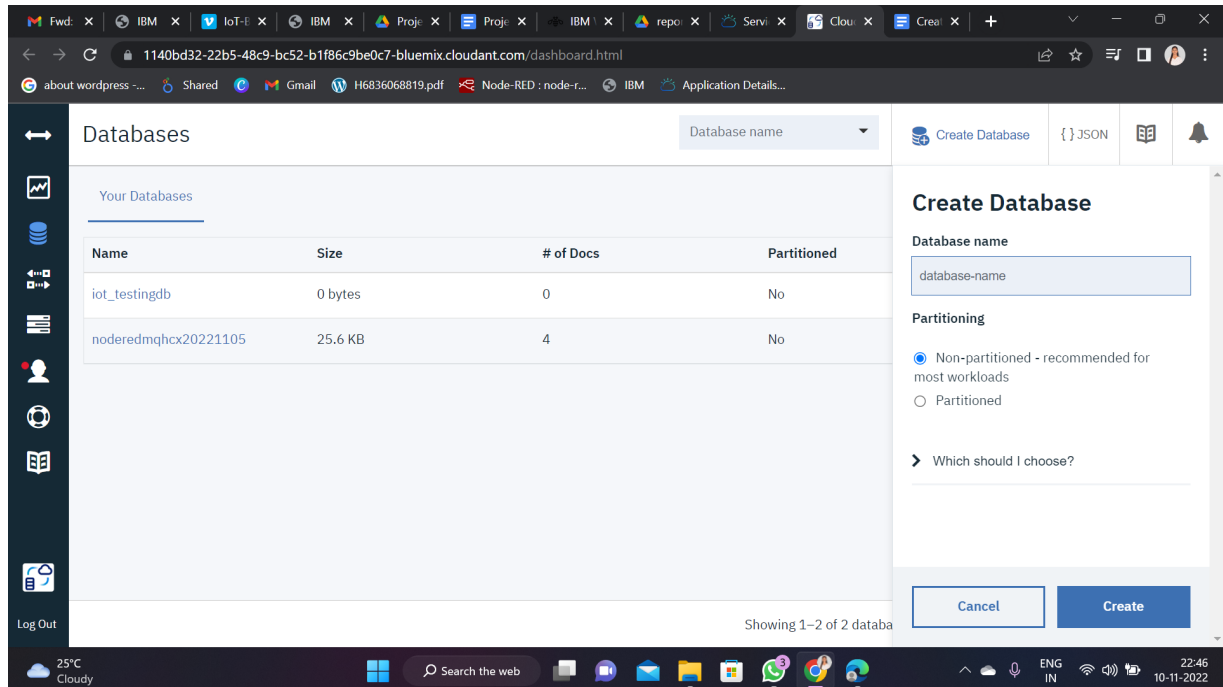 Fwd:
IBM
IoT-B
IBM
Proje
Proje
IBM
repo
Servi
Clou
Creat
1140bd32-22b5-48c9-bc52-b1f86c9be0c7-bluemix.cloudant.com/dashboard.html
about wordpress -...
Shared
Gmail
H6836068819.pdf
Node-RED : node-r...
IBM
Application Details...
Databases
Database name
Create Database
{ } JSON
Your Databases
Name Size # of Docs Partitioned
iot_testingdb 0 bytes 0 No
noderedmqhcx20221105 25.6 KB 4 No
Showing 1–2 of 2 databa
Create Database
Database name
database-name
Partitioning
Non-partitioned - recommended for
most workloads
Partitioned
Which should I choose?
Cancel
Create
Log Out
25°C
Cloudy
Search the web
3
ENG
IN
22:46
10-11-2022